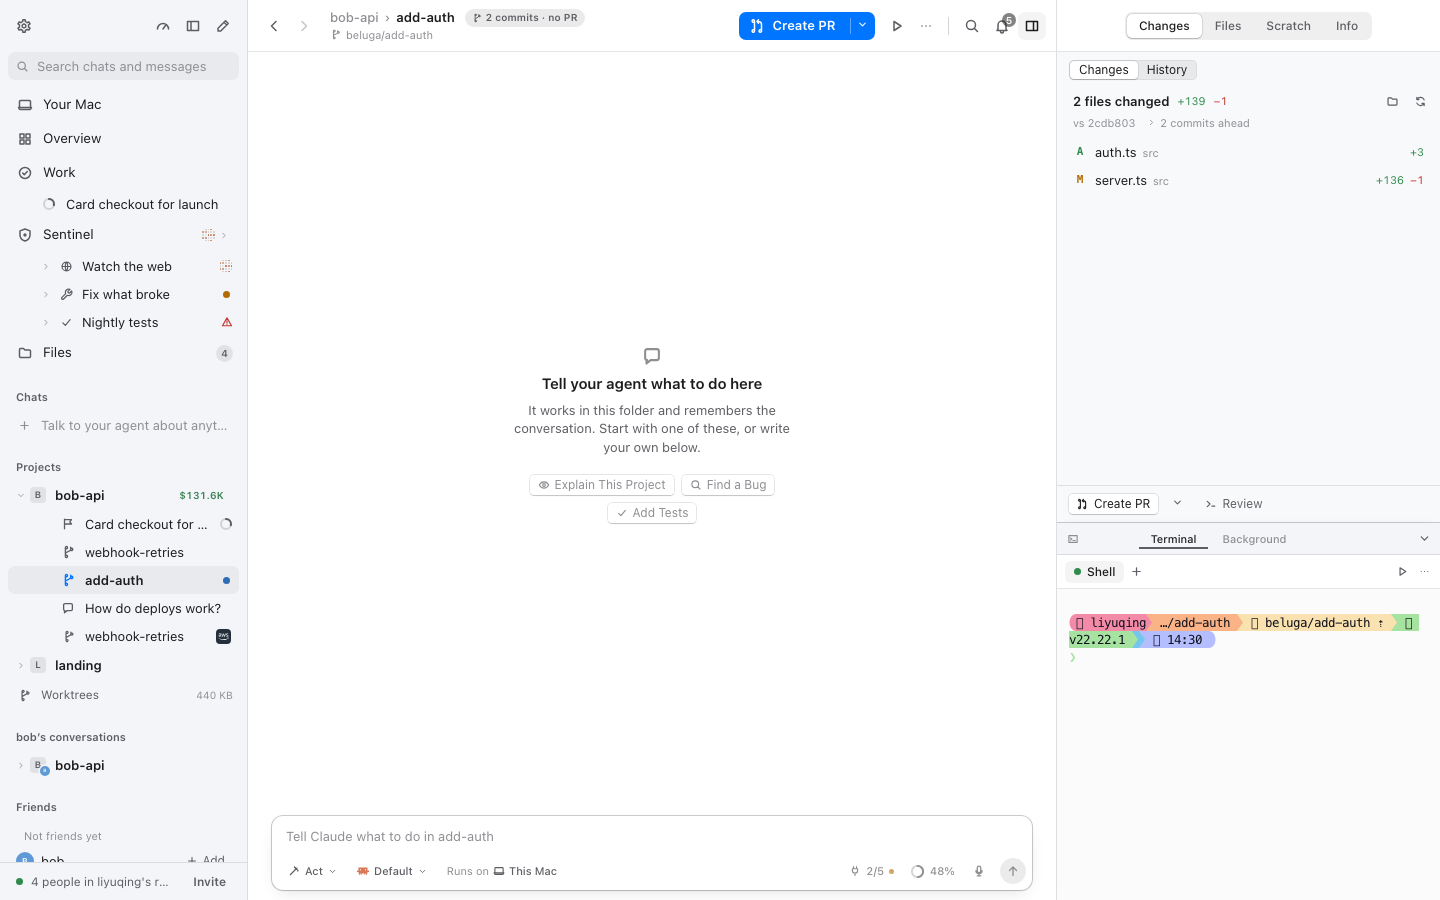 Search chats and messages
Your Mac
Overview
Work
Card checkout for launch
Sentinel
Watch the web
Fix what broke
Nightly tests
Files
4
Chats
Talk to your agent about anyt...
Projects
B
bob-api
$131.6K
Card checkout for ...
webhook-retries
add-auth
How do deploys work?
webhook-retries
aws
L
landing
Worktrees
440 KB
bob's conversations
B
bob-api
Friends
Not friends yet
B
bob
Add
4 people in liyuqing's r...
Invite
bob-api › add-auth
2 commits · no PR
beluga/add-auth
Create PR
5
Tell your agent what to do here
It works in this folder and remembers the
conversation. Start with one of these, or write
your own below.
Explain This Project
Find a Bug
Add Tests
Tell Claude what to do in add-auth
Act
Default
Runs on
This Mac
2/5
48%
Changes
Files
Scratch
Info
Changes
History
2 files changed +139 −1
vs 2cdb803 › 2 commits ahead
A auth.ts src +3
M server.ts src +136 −1
Create PR
Review
Terminal
Background
Shell
liyuqing …/add-auth beluga/add-auth ⇡
v22.22.1 14:30
❯